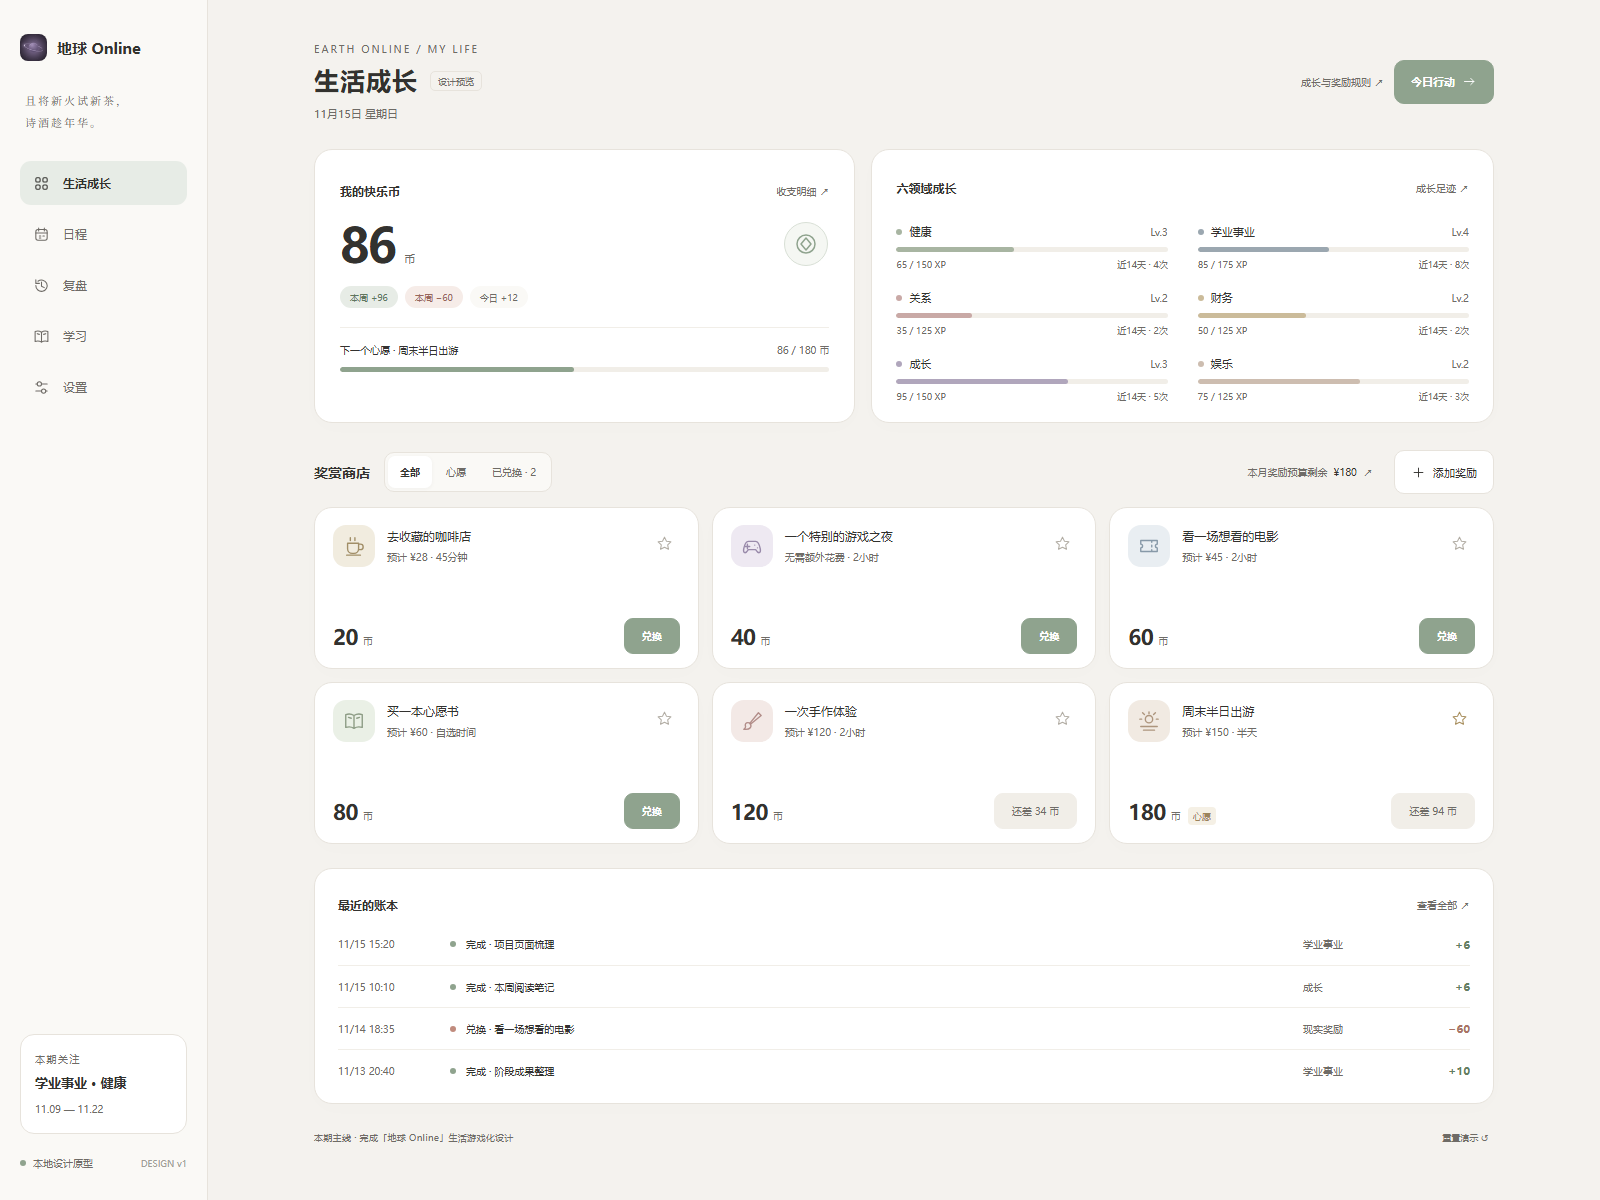 地球 Online
且将新火试新茶，
诗酒趁年华。
生活成长
日程
复盘
学习
设置
本期关注
学业事业 • 健康
11.09 — 11.22
本地设计原型
DESIGN v1
EARTH ONLINE / MY LIFE
生活成长
设计预览
11月15日 星期日
成长与奖励规则 ↗
今日行动 →
我的快乐币
收支明细 ↗
86 币
本周 +96
本周 −60
今日 +12
下一个心愿 · 周末半日出游
86 / 180 币
六领域成长
成长足迹 ↗
健康
Lv.3
65 / 150 XP
近14天 · 4次
学业事业
Lv.4
85 / 175 XP
近14天 · 8次
关系
Lv.2
35 / 125 XP
近14天 · 2次
财务
Lv.2
50 / 125 XP
近14天 · 2次
成长
Lv.3
95 / 150 XP
近14天 · 5次
娱乐
Lv.2
75 / 125 XP
近14天 · 3次
奖赏商店
全部
心愿
已兑换 · 2
本月奖励预算剩余 ¥180 ↗
＋ 添加奖励
去收藏的咖啡店
预计 ¥28 · 45分钟
20 币
兑换
一个特别的游戏之夜
无需额外花费 · 2小时
40 币
兑换
看一场想看的电影
预计 ¥45 · 2小时
60 币
兑换
买一本心愿书
预计 ¥60 · 自选时间
80 币
兑换
一次手作体验
预计 ¥120 · 2小时
120 币
还差 34 币
周末半日出游
预计 ¥150 · 半天
180 币
心愿
还差 94 币
最近的账本
查看全部 ↗
11/15 15:20
完成 · 项目页面梳理
学业事业
+6
11/15 10:10
完成 · 本周阅读笔记
成长
+6
11/14 18:35
兑换 · 看一场想看的电影
现实奖励
−60
11/13 20:40
完成 · 阶段成果整理
学业事业
+10
本期主线 · 完成「地球 Online」生活游戏化设计
重置演示 ↺